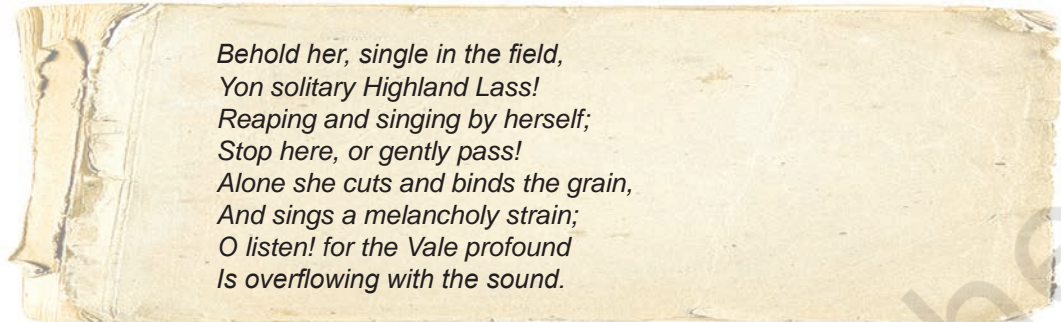 Behold her, single in the field,
Yon solitary Highland Lass!
Reaping and singing by herself;
Stop here, or gently pass!
Alone she cuts and binds the grain,
And sings a melancholy strain;
O listen! for the Vale profound
Is overflowing with the sound.